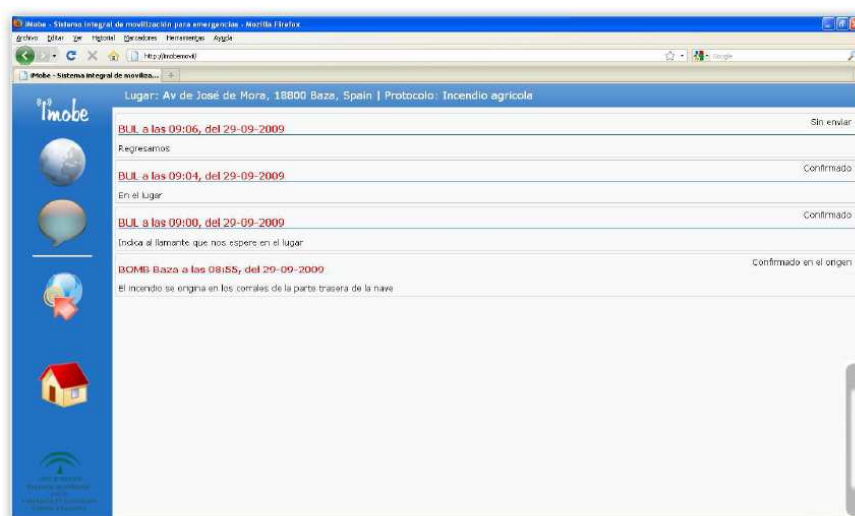 iMobe - Sistema integral de movilización para emergencias - Mozilla Firefox
Archivo Editar Ver Historial Marcadores Herramientas Ayuda
http://imobemovil/
Google
iMobe - Sistema integral de moviliza...
imobe
Lugar: Av de José de Mora, 18800 Baza, Spain | Protocolo: Incendio agrícola
Sin enviar
BUL a las 09:06, del 29-09-2009
Regresamos
Confirmado
BUL a las 09:04, del 29-09-2009
En el lugar
Confirmado
BUL a las 09:00, del 29-09-2009
Indica al llamante que nos espere en el lugar
Confirmado en el origen
BOMB Baza a las 08:55, del 29-09-2009
El incendio se origina en los corrales de la parte trasera de la nave